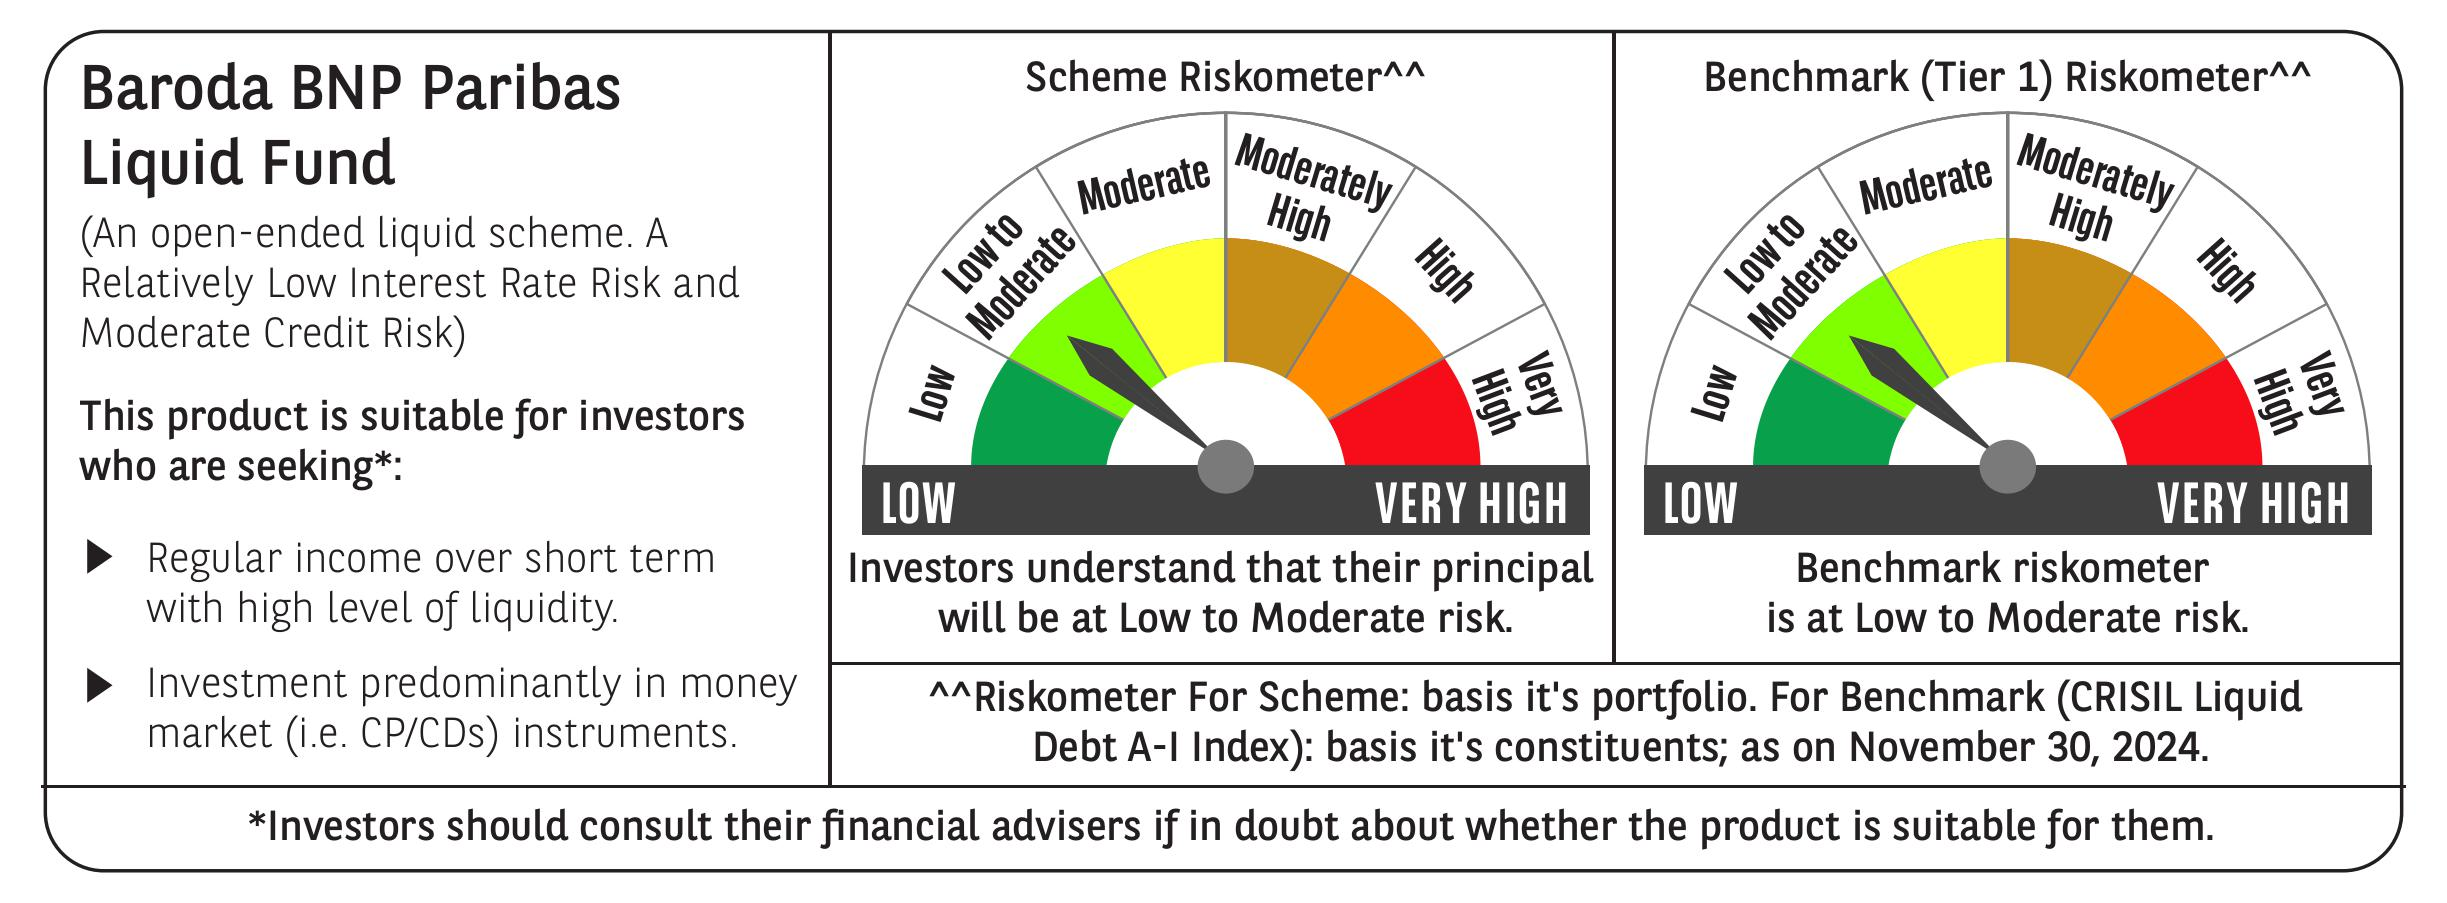 Baroda BNP Paribas
Liquid Fund
(An open-ended liquid scheme. A
Relatively Low Interest Rate Risk and
Moderate Credit Risk)
This product is suitable for investors
who are seeking*:
Regular income over short term
with high level of liquidity.
Investment predominantly in money
market (i.e. CP/CDs) instruments.
Scheme Riskometer^^
Low
Low to
Moderate
Moderate
Moderately
High
High
Very
High
LOW
VERY HIGH
Investors understand that their principal
will be at Low to Moderate risk.
Benchmark (Tier 1) Riskometer^^
Low
Low to
Moderate
Moderate
Moderately
High
High
Very
High
LOW
VERY HIGH
Benchmark riskometer
is at Low to Moderate risk.
^^Riskometer For Scheme: basis it's portfolio. For Benchmark (CRISIL Liquid
Debt A-I Index): basis it's constituents; as on November 30, 2024.
*Investors should consult their financial advisers if in doubt about whether the product is suitable for them.